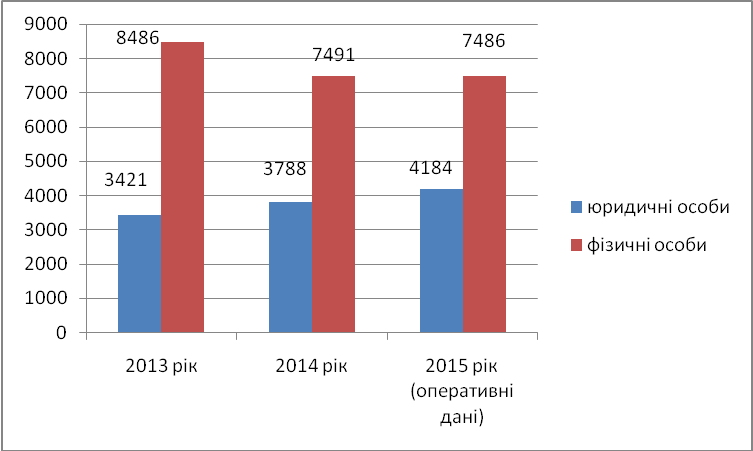 9000
8000
7000
6000
5000
4000
3000
2000
1000
0
8486
3421
7491
3788
7486
4184
2013 рік
2014 рік
2015 рік
(оперативні
дані)
юридичні особи
фізичні особи